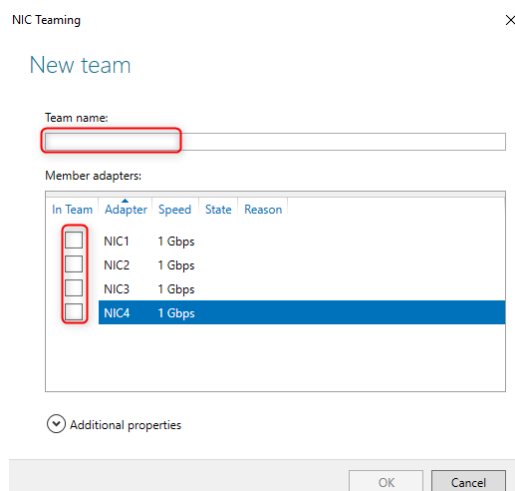 NIC Teaming
New team
Team name:
Member adapters:
In Team Adapter Speed State Reason
NIC1 1 Gbps
NIC2 1 Gbps
NIC3 1 Gbps
NIC4 1 Gbps
Additional properties
OK Cancel